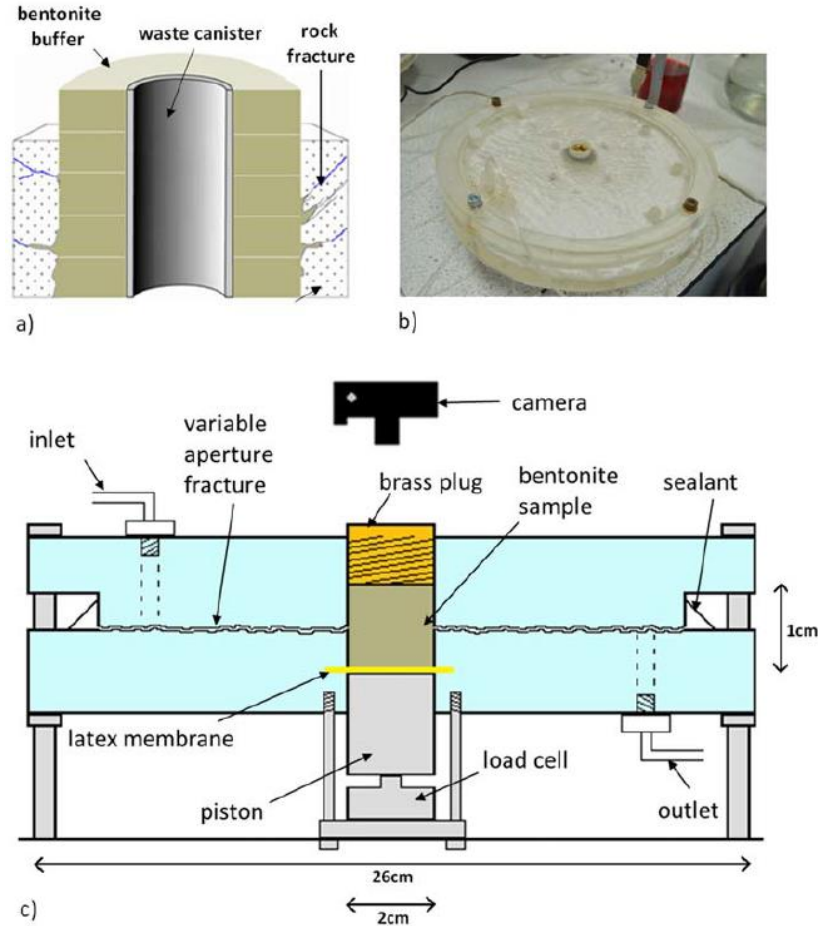 bentonite
buffer
waste canister
rock
fracture
a)
b)
camera
inlet
variable
aperture
fracture
brass plug
bentonite
sample
sealant
1cm
latex membrane
piston
load cell
outlet
26cm
2cm
c)